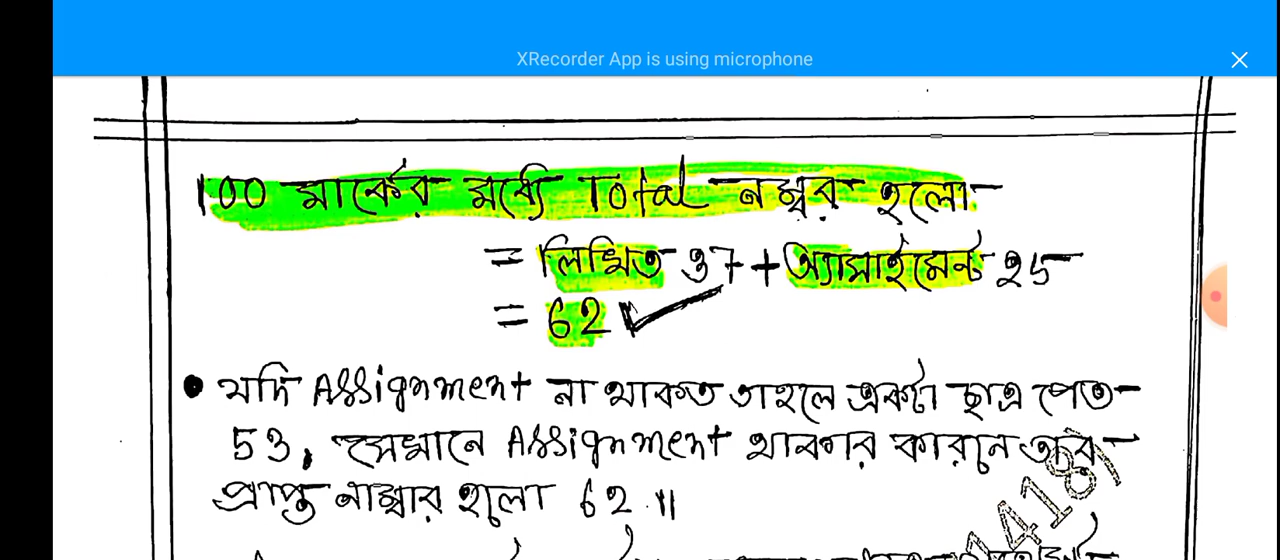 XRecorder App is using microphone
100 মার্কের মধ্যে Total নম্বর হলো
= লিখিত 37 + অ্যাসাইমেন্ট 25
= 62
• যদি Assignment না থাকত তাহলে একটা ছাত্র পেত
53, সেখানে Assignment থাকার কারনে তার
প্রাপ্ত নাম্বার হলো 62॥